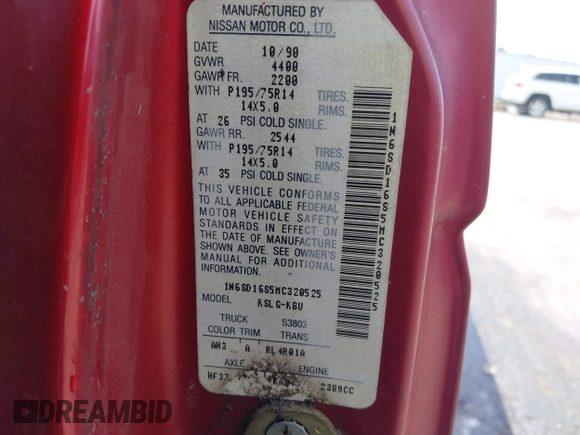 MANUFACTURED BY
NISSAN MOTOR CO., LTD.
DATE 10/90
GVWR 4400
GAWR FR. 2200
WITH P195/75R14 TIRES.
14X5.0 RIMS.
AT 26 PSI COLD SINGLE.
GAWR RR. 2544
WITH P195/75R14 TIRES.
14X5.0 RIMS.
AT 35 PSI COLD SINGLE.
THIS VEHICLE CONFORMS
TO ALL APPLICABLE FEDERAL
MOTOR VEHICLE SAFETY
STANDARDS IN EFFECT ON
THE DATE OF MANUFACTURE
SHOWN ABOVE. SEE OWNER'S
MANUAL FOR ADDITIONAL
INFORMATION.
1N6SD16S5MC320525
MODEL KSLG-KBU
TRUCK S3803
COLOR TRIM TRANS
AH3 A RL4R01A
AXLE ENGINE
HF37 2389CC
1N6SD16S5MC320525
DREAMBID